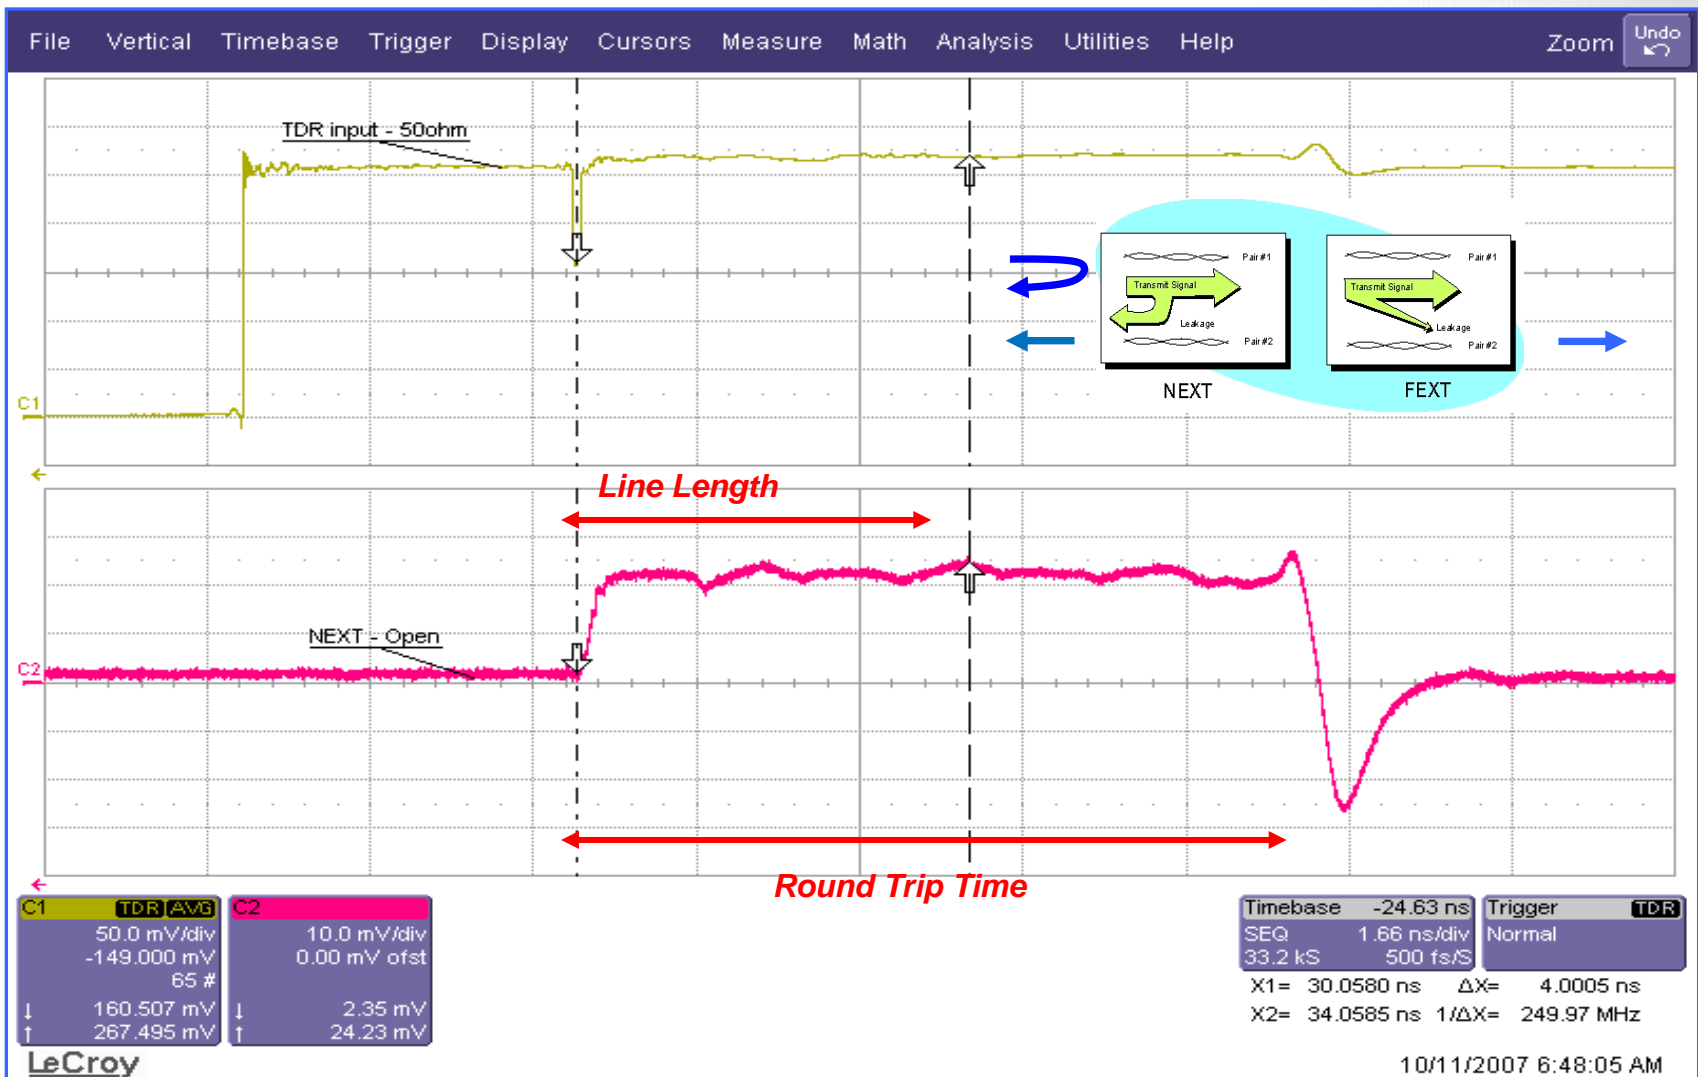 File Vertical Timebase Trigger Display Cursors Measure Math Analysis Utilities Help Zoom Undo
TDR input - 50ohm
Pair#1
Transmit Signal
Leakage
Pair#2
NEXT
Pair#1
Transmit Signal
Leakage
Pair#2
FEXT
C1
Line Length
NEXT - Open
C2
Round Trip Time
C1 TDR AVG
50.0 mV/div
-149.000 mV
65 #
↓ 160.507 mV
↑ 267.495 mV
C2
10.0 mV/div
0.00 mV ofst
↓ 2.35 mV
↑ 24.23 mV
Timebase -24.63 ns
SEQ 1.66 ns/div
33.2 kS 500 fs/S
Trigger TDR
Normal
X1= 30.0580 ns ΔX= 4.0005 ns
X2= 34.0585 ns 1/ΔX= 249.97 MHz
LeCroy
10/11/2007 6:48:05 AM